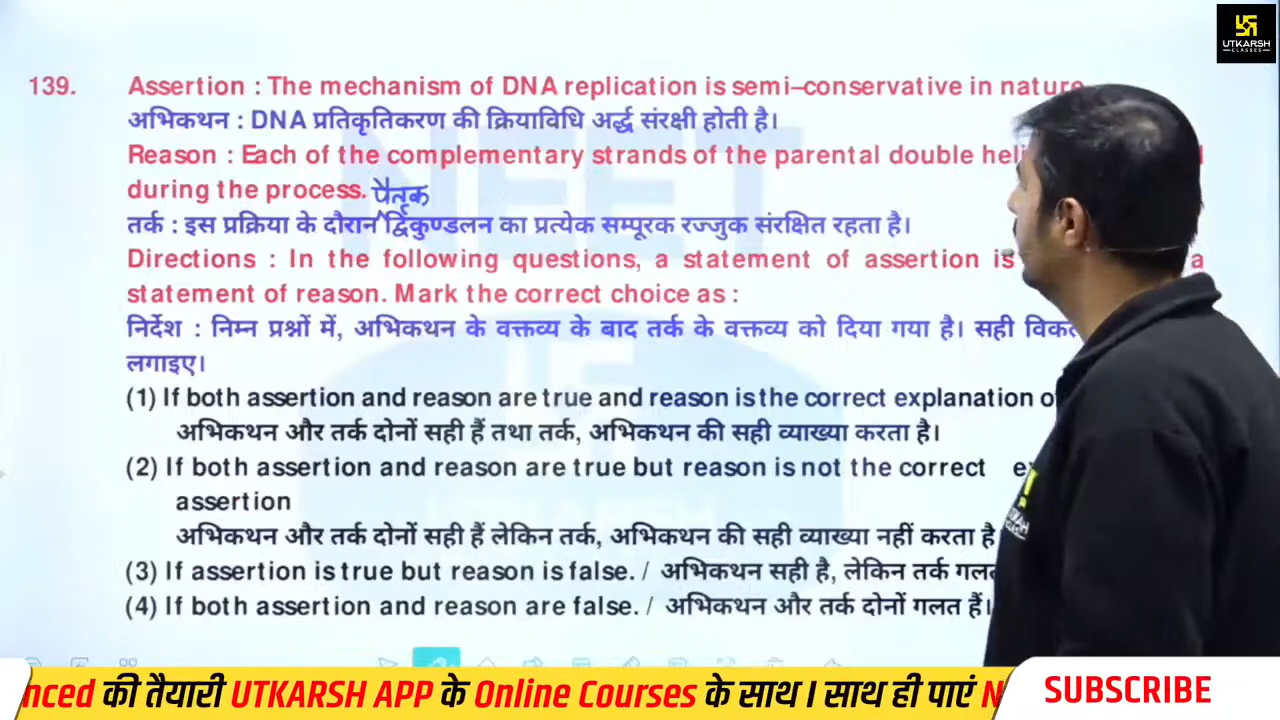 UTKARSH
CLASSES
139. Assertion : The mechanism of DNA replication is semi–conservative in nature
अभिकथन : DNA प्रतिकृतिकरण की क्रियाविधि अर्द्ध संरक्षी होती है।
Reason : Each of the complementary strands of the parental double
during the process. पैतृक
तर्क : इस प्रक्रिया के दौरान द्विकुण्डलन का प्रत्येक सम्पूरक रज्जुक संरक्षित रहता है।
Directions : In the following questions, a statement of assertion is a
statement of reason. Mark the correct choice as :
निर्देश : निम्न प्रश्नों में, अभिकथन के वक्तव्य के बाद तर्क के वक्तव्य को दिया गया है। सही
लगाइए।
(1) If both assertion and reason are true and reason is the correct explanation
अभिकथन और तर्क दोनों सही हैं तथा तर्क, अभिकथन की सही व्याख्या करता है।
(2) If both assertion and reason are true but reason is not the correct
assertion
अभिकथन और तर्क दोनों सही हैं लेकिन तर्क, अभिकथन की सही व्याख्या नहीं करता है
(3) If assertion is true but reason is false. / अभिकथन सही है, लेकिन तर्क
(4) If both assertion and reason are false. / अभिकथन और तर्क दोनों गलत हैं।
की तैयारी UTKARSH APP के Online Courses के साथ । साथ ही पाएं
SUBSCRIBE